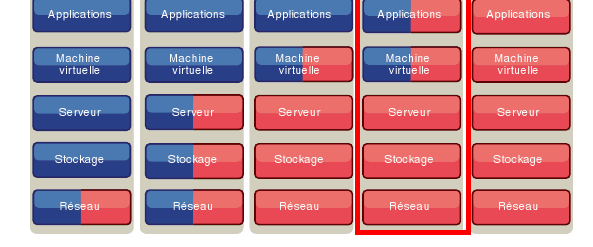 Applications Applications Applications Applications Applications
Machine virtuelle Machine virtuelle Machine virtuelle Machine virtuelle Machine virtuelle
Serveur Serveur Serveur Serveur Serveur
Stockage Stockage Stockage Stockage Stockage
Réseau Réseau Réseau Réseau Réseau